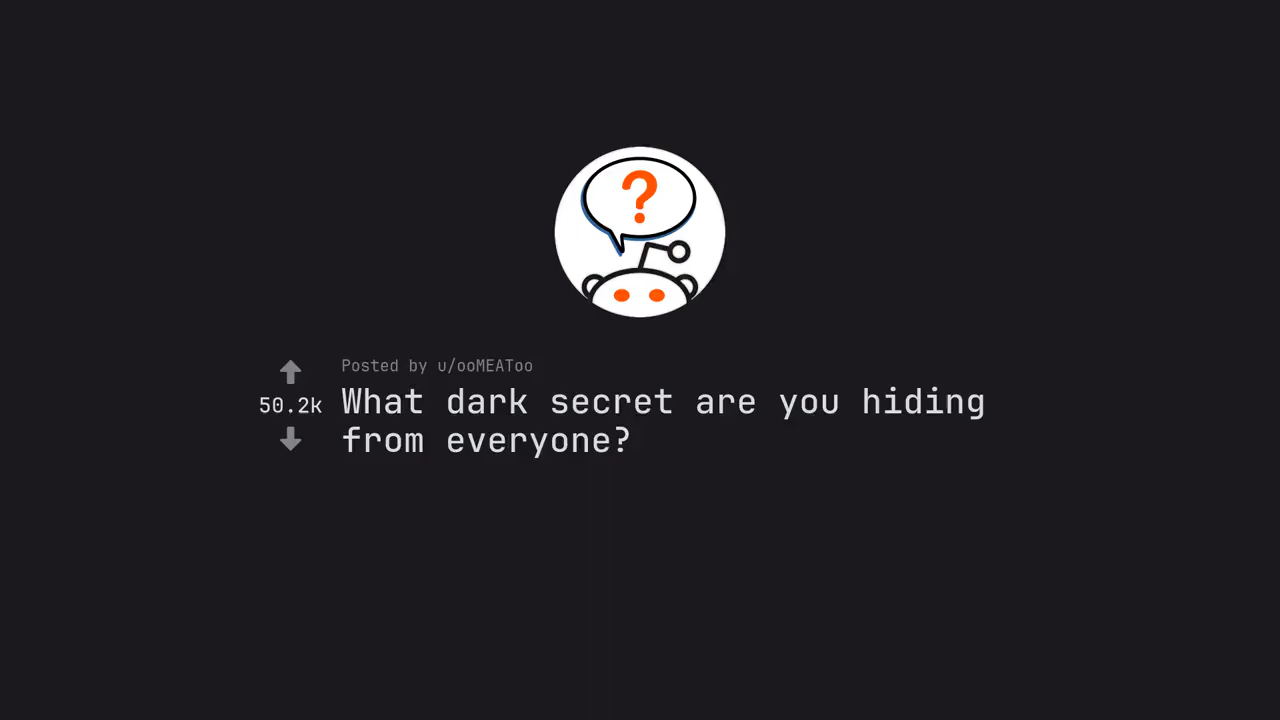 ?
Posted by u/ooMEAToo
50.2k
What dark secret are you hiding
from everyone?